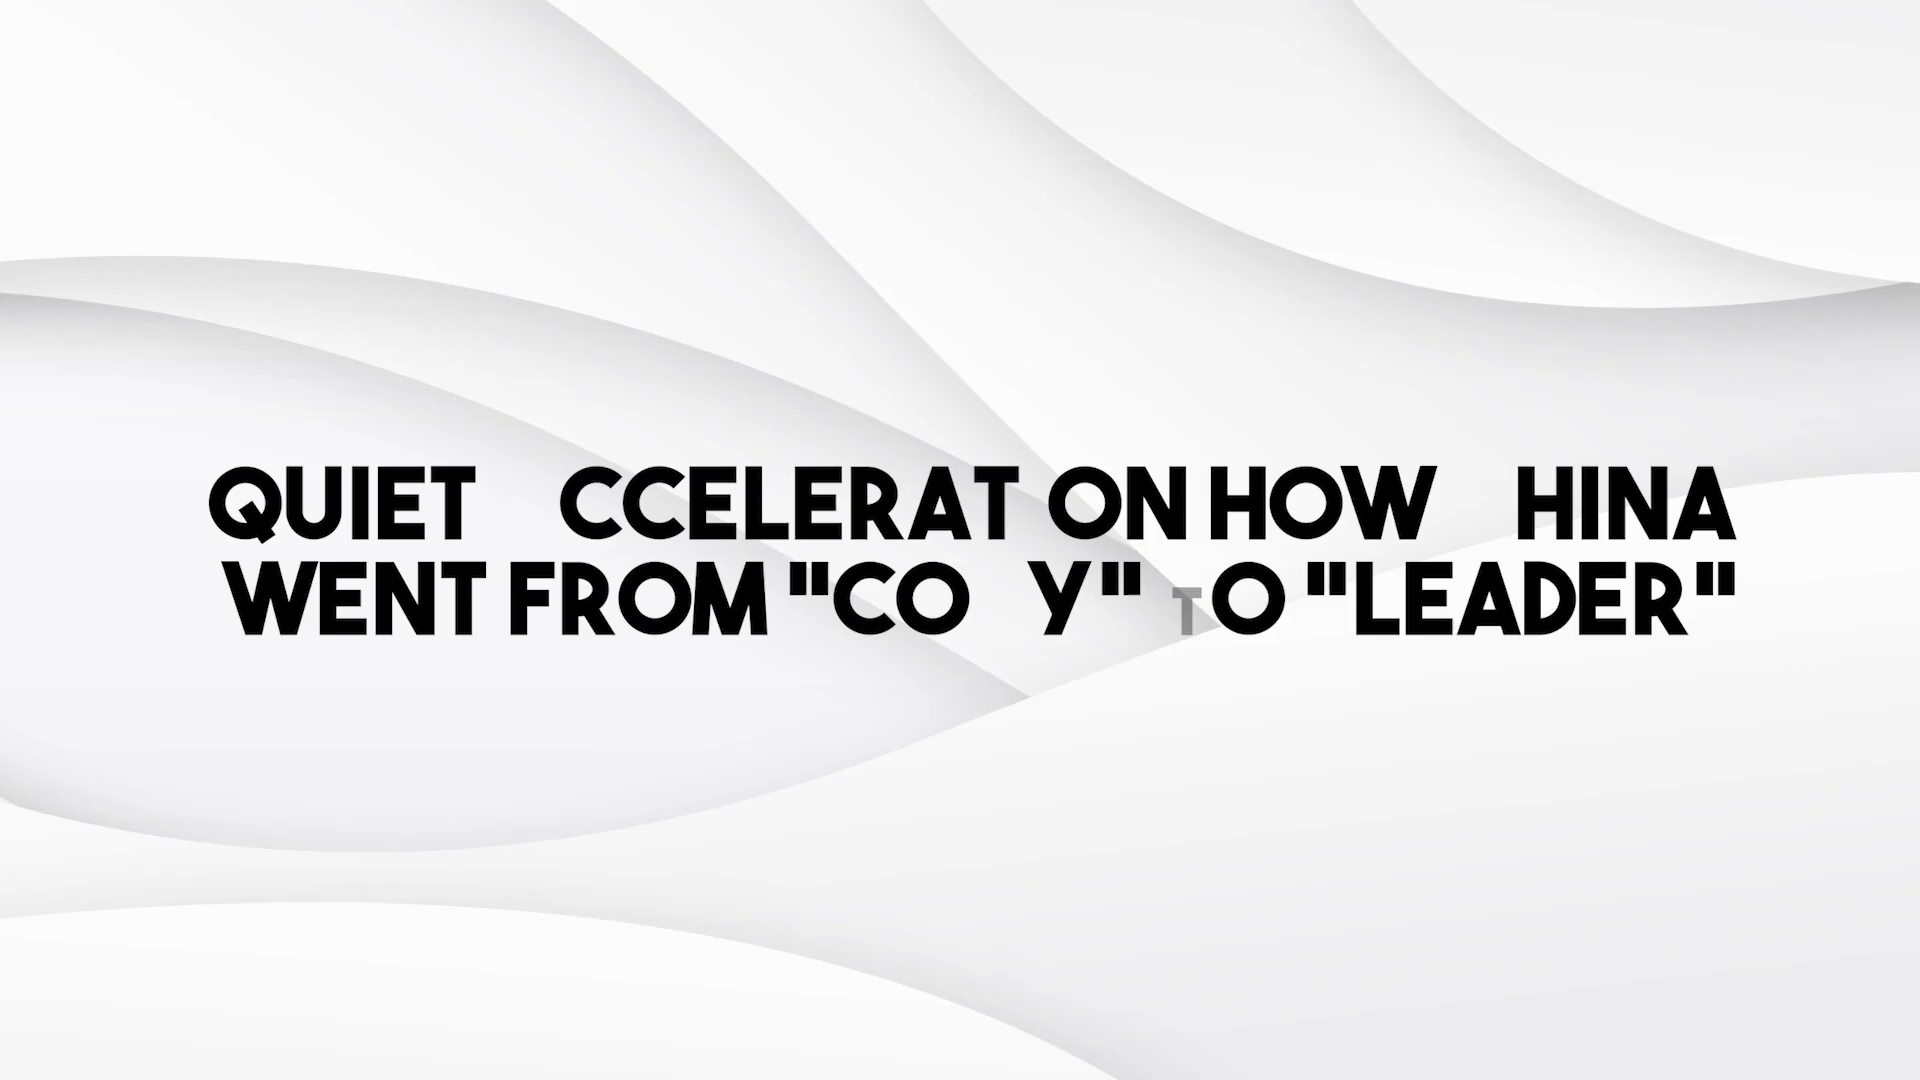 QUIET CCELERAT ON HOW HINA
WENT FROM "CO Y" TO "LEADER"